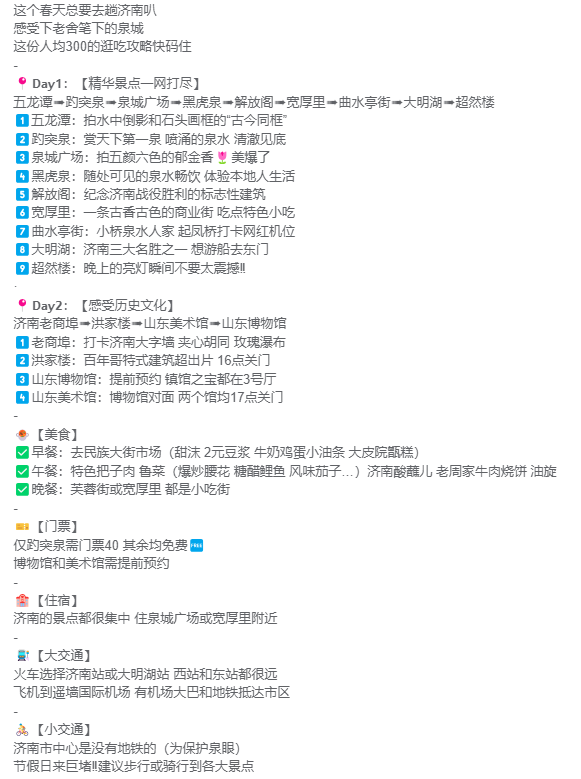 这个春天总要去趟济南叭
感受下老舍笔下的泉城
这份人均300的逛吃攻略快码住
-
📍Day1：【精华景点一网打尽】
五龙潭➡趵突泉➡泉城广场➡黑虎泉➡解放阁➡宽厚里➡曲水亭街➡大明湖➡超然楼
1️⃣五龙潭：拍水中倒影和石头画框的“古今同框”
2️⃣趵突泉：赏天下第一泉 喷涌的泉水 清澈见底
3️⃣泉城广场：拍五颜六色的郁金香🌷美爆了
4️⃣黑虎泉：随处可见的泉水畅饮 体验本地人生活
5️⃣解放阁：纪念济南战役胜利的标志性建筑
6️⃣宽厚里：一条古香古色的商业街 吃点特色小吃
7️⃣曲水亭街：小桥泉水人家 起凤桥打卡网红机位
8️⃣大明湖：济南三大名胜之一 想游船去东门
9️⃣超然楼：晚上的亮灯瞬间不要太震撼‼
.
📍Day2：【感受历史文化】
济南老商埠➡洪家楼➡山东美术馆➡山东博物馆
1️⃣老商埠：打卡济南大字墙 夹心胡同 玫瑰瀑布
2️⃣洪家楼：百年哥特式建筑超出片 16点关门
3️⃣山东博物馆：提前预约 镇馆之宝都在3号厅
4️⃣山东美术馆：博物馆对面 两个馆均17点关门
-
🥘【美食】
✅早餐：去民族大街市场（甜沫 2元豆浆 牛奶鸡蛋小油条 大皮院甑糕）
✅午餐：特色把子肉 鲁菜（爆炒腰花 糖醋鲤鱼 风味茄子…）济南酸蘸儿 老周家牛肉烧饼 油旋
✅晚餐：芙蓉街或宽厚里 都是小吃街
-
🎫【门票】
仅趵突泉需门票40 其余均免费🆓
博物馆和美术馆需提前预约
-
🏩【住宿】
济南的景点都很集中 住泉城广场或宽厚里附近
-
🚉【大交通】
火车选择济南站或大明湖站 西站和东站都很远
飞机到遥墙国际机场 有机场大巴和地铁抵达市区
-
🚴【小交通】
济南市中心是没有地铁的（为保护泉眼）
节假日来巨堵‼建议步行或骑行到各大景点